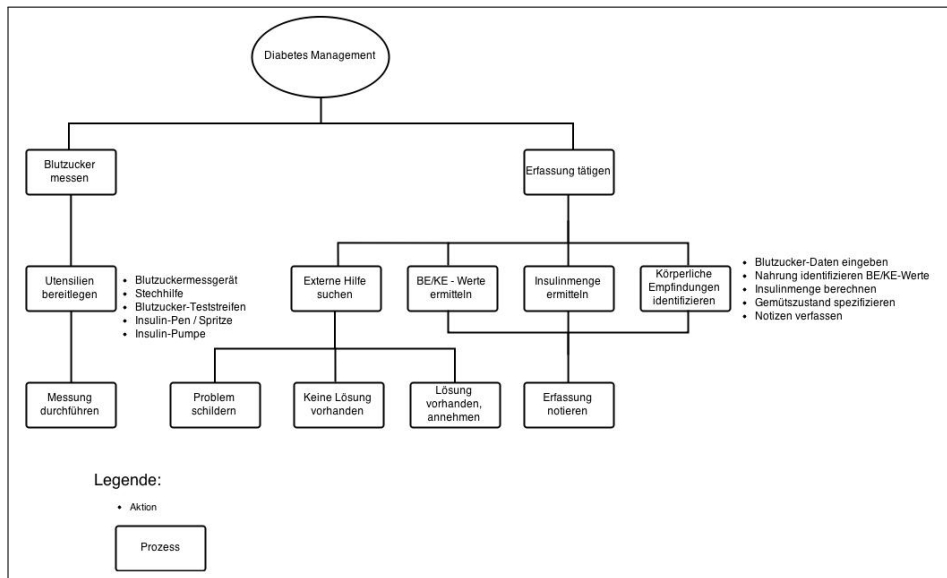 Diabetes Management
Blutzucker
messen
Erfassung tätigen
Utensilien
bereitlegen
Blutzuckermessgerät
Stechhilfe
Blutzucker-Teststreifen
Insulin-Pen / Spritze
Insulin-Pumpe
Externe Hilfe
suchen
BE/KE - Werte
ermitteln
Insulinmenge
ermitteln
Körperliche
Empfindungen
identifizieren
Blutzucker-Daten eingeben
Nahrung identifizieren BE/KE-Werte
Insulinmenge berechnen
Gemütszustand spezifizieren
Notizen verfassen
Messung
durchführen
Problem
schildern
Keine Lösung
vorhanden
Lösung
vorhanden,
annehmen
Erfassung
notieren
Legende:
Aktion
Prozess